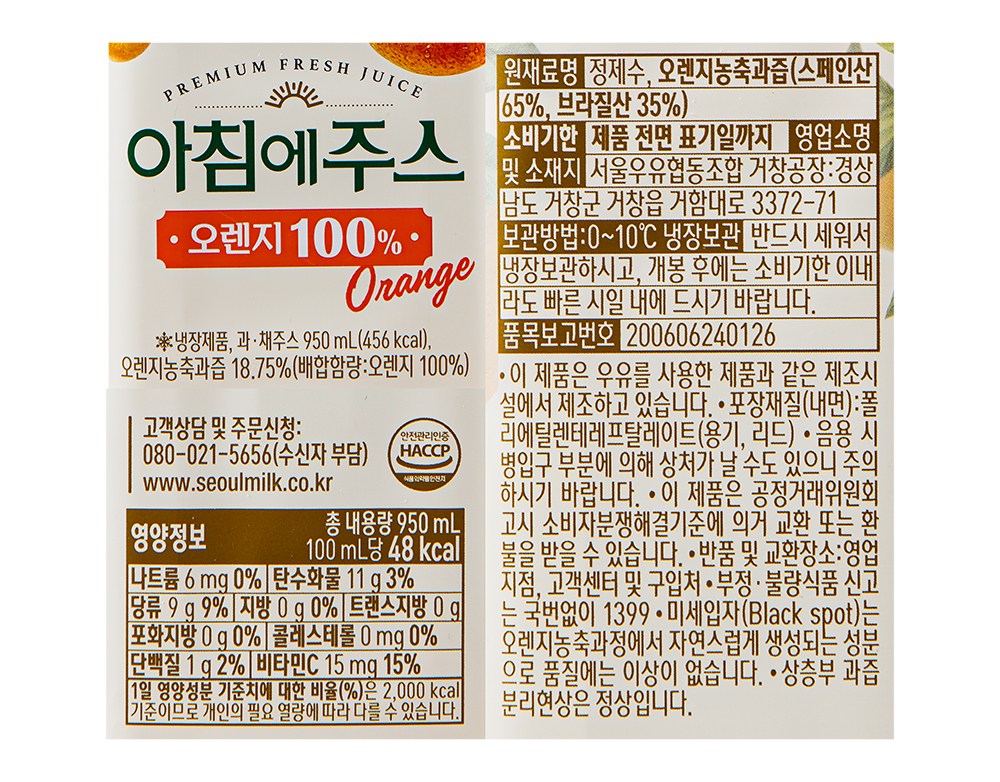 PREMIUM FRESH JUICE
아침에주스
· 오렌지 100% ·
Orange
※냉장제품, 과·채주스 950 mL(456 kcal),
오렌지농축과즙 18.75%(배합함량:오렌지 100%)
고객상담 및 주문신청:
080-021-5656(수신자 부담)
www.seoulmilk.co.kr
안전관리인증
HACCP
식품의약품안전처
영양정보
총 내용량 950 mL
100 mL당 48 kcal
나트륨 6 mg 0% 탄수화물 11 g 3%
당류 9 g 9% 지방 0 g 0% 트랜스지방 0 g
포화지방 0 g 0% 콜레스테롤 0 mg 0%
단백질 1 g 2% 비타민C 15 mg 15%
1일 영양성분 기준치에 대한 비율(%)은 2,000 kcal
기준이므로 개인의 필요 열량에 따라 다를 수 있습니다.
원재료명 정제수, 오렌지농축과즙(스페인산
65%, 브라질산 35%)
소비기한 제품 전면 표기일까지 영업소명
및 소재지 서울우유협동조합 거창공장:경상
남도 거창군 거창읍 거함대로 3372-71
보관방법:0~10℃ 냉장보관 반드시 세워서
냉장보관하시고, 개봉 후에는 소비기한 이내
라도 빠른 시일 내에 드시기 바랍니다.
품목보고번호 200606240126
•이 제품은 우유를 사용한 제품과 같은 제조시
설에서 제조하고 있습니다. •포장재질(내면):폴
리에틸렌테레프탈레이트(용기, 리드) •음용 시
병입구 부분에 의해 상처가 날 수도 있으니 주의
하시기 바랍니다. •이 제품은 공정거래위원회
고시 소비자분쟁해결기준에 의거 교환 또는 환
불을 받을 수 있습니다. •반품 및 교환장소:영업
지점, 고객센터 및 구입처 •부정·불량식품 신고
는 국번없이 1399 •미세입자(Black spot)는
오렌지농축과정에서 자연스럽게 생성되는 성분
으로 품질에는 이상이 없습니다. •상층부 과즙
분리현상은 정상입니다.